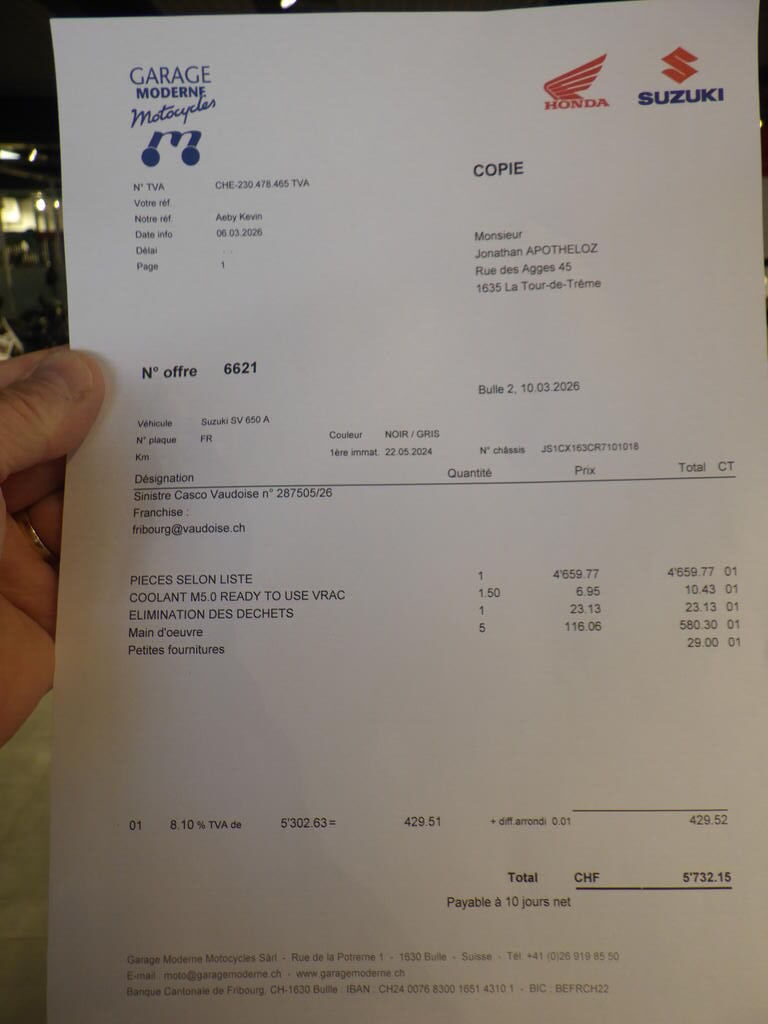 GARAGE
MODERNE
Motocycles
HONDA
SUZUKI
COPIE
N° TVA CHE-230.478.465 TVA
Votre réf.
Notre réf. Aeby Kevin
Date info 06.03.2026
Délai . .
Page 1
Monsieur
Jonathan APOTHELOZ
Rue des Agges 45
1635 La Tour-de-Trême
N° offre 6621
Bulle 2, 10.03.2026
Véhicule Suzuki SV 650 A
N° plaque FR Couleur NOIR / GRIS
Km 1ère immat. 22.05.2024 N° châssis JS1CX163CR7101018
Désignation Quantité Prix Total CT
Sinistre Casco Vaudoise n° 287505/26
Franchise :
fribourg@vaudoise.ch
PIECES SELON LISTE 1 4'659.77 4'659.77 01
COOLANT M5.0 READY TO USE VRAC 1.50 6.95 10.43 01
ELIMINATION DES DECHETS 1 23.13 23.13 01
Main d'oeuvre 5 116.06 580.30 01
Petites fournitures 29.00 01
01 8.10 % TVA de 5'302.63 = 429.51 + diff.arrondi 0.01 429.52
Total CHF 5'732.15
Payable à 10 jours net
Garage Moderne Motocycles Sàrl - Rue de la Potrerne 1 - 1630 Bulle - Suisse - Tél. +41 (0)26 919 85 50
E-mail : moto@garagemoderne.ch - www.garagemoderne.ch
Banque Cantonale de Fribourg, CH-1630 Bullle : IBAN : CH24 0076 8300 1651 4310 1 - BIC : BEFRCH22